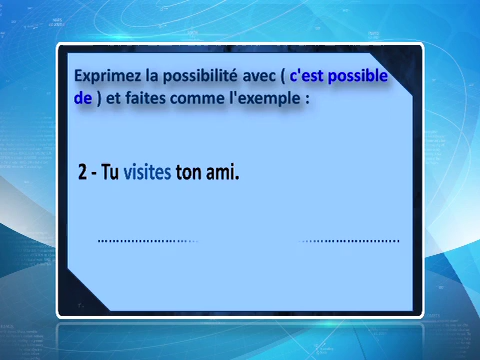 Exprimez la possibilité avec ( c'est possible
de ) et faites comme l'exemple :
2 - Tu visites ton ami.
........................ ........................